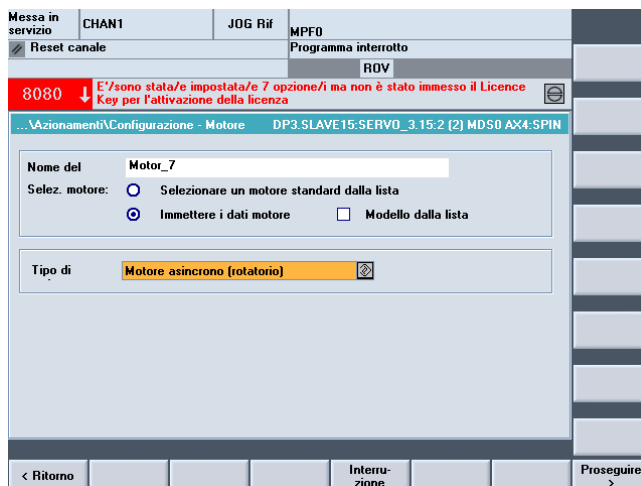 Messa in
servizio
CHAN1
JOG Rif
MPF0
Reset canale
Programma interrotto
ROV
8080
E'/sono stata/e impostata/e 7 opzione/i ma non è stato immesso il Licence
Key per l'attivazione della licenza
...\Azionamenti\Configurazione - Motore
DP3.SLAVE15:SERVO_3.15:2 (2) MDS0 AX4:SPIN
Nome del
Motor_7
Selez. motore:
Selezionare un motore standard dalla lista
Immettere i dati motore
Modello dalla lista
Tipo di
Motore asincrono (rotatorio)
< Ritorno
Interru-
zione
Proseguire
>